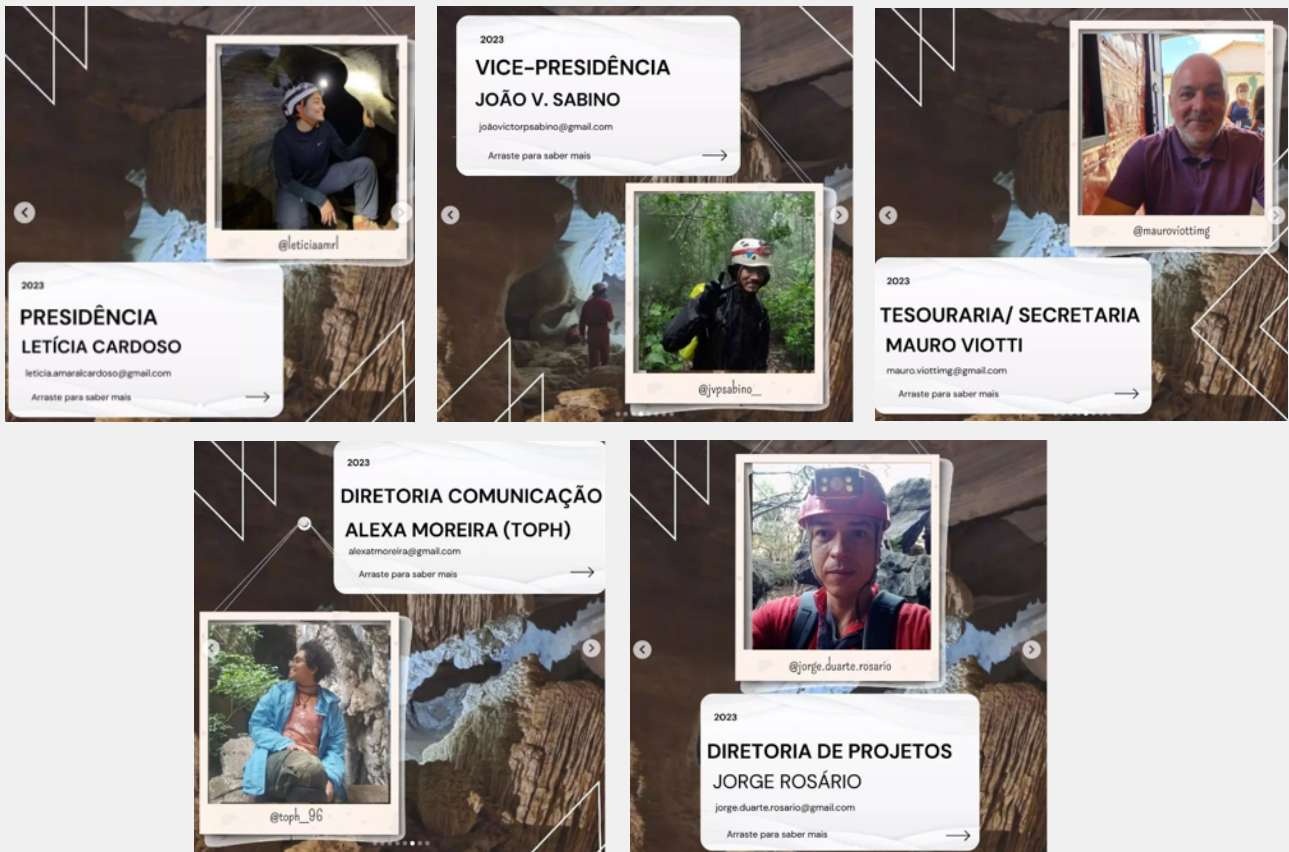 @leticiaamrl
2023
PRESIDÊNCIA
LETÍCIA CARDOSO
leticia.amaralcardoso@gmail.com
Arraste para saber mais
2023
VICE-PRESIDÊNCIA
JOÃO V. SABINO
joãovictorpsabino@gmail.com
Arraste para saber mais
@jvpsabino_
@mauroviottimg
2023
TESOURARIA/ SECRETARIA
MAURO VIOTTI
mauro.viottimg@gmail.com
Arraste para saber mais
2023
DIRETORIA COMUNICAÇÃO
ALEXA MOREIRA (TOPH)
alexatmoreira@gmail.com
Arraste para saber mais
@toph_96
@jorge.duarte.rosario
2023
DIRETORIA DE PROJETOS
JORGE ROSÁRIO
jorge.duarte.rosario@gmail.com
Arraste para saber mais